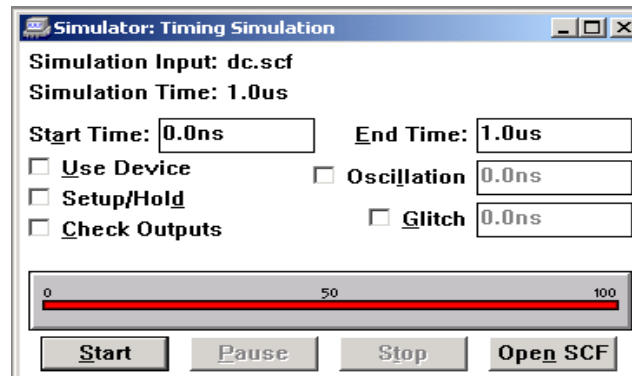 Simulator: Timing Simulation
Simulation Input: dc.scf
Simulation Time: 1.0us
Start Time: 0.0ns End Time: 1.0us
Use Device Oscillation 0.0ns
Setup/Hold
Glitch 0.0ns
Check Outputs
0 50 100
Start Pause Stop Open SCF